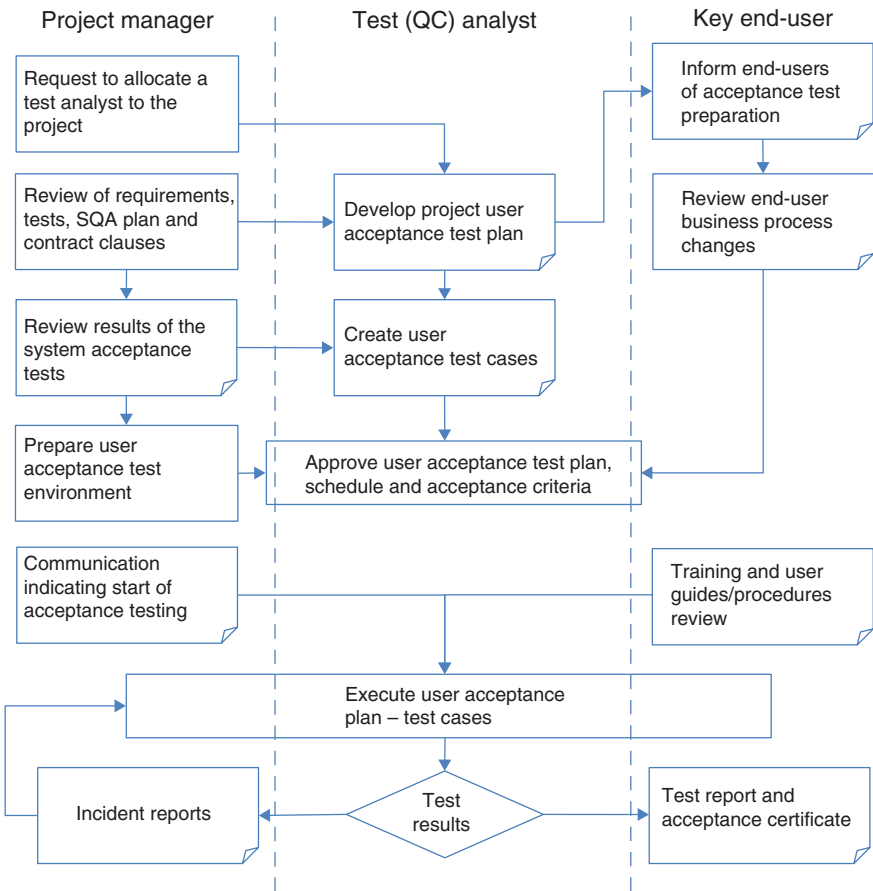 Project manager
Test (QC) analyst
Key end-user
Request to allocate a
test analyst to the
project
Inform end-users
of acceptance test
preparation
Review of requirements,
tests, SQA plan and
contract clauses
Develop project user
acceptance test plan
Review end-user
business process
changes
Review results of the
system acceptance
tests
Create user
acceptance test cases
Prepare user
acceptance test
environment
Approve user acceptance test plan,
schedule and acceptance criteria
Communication
indicating start of
acceptance testing
Training and user
guides/procedures
review
Execute user acceptance
plan – test cases
Incident reports
Test
results
Test report and
acceptance certificate